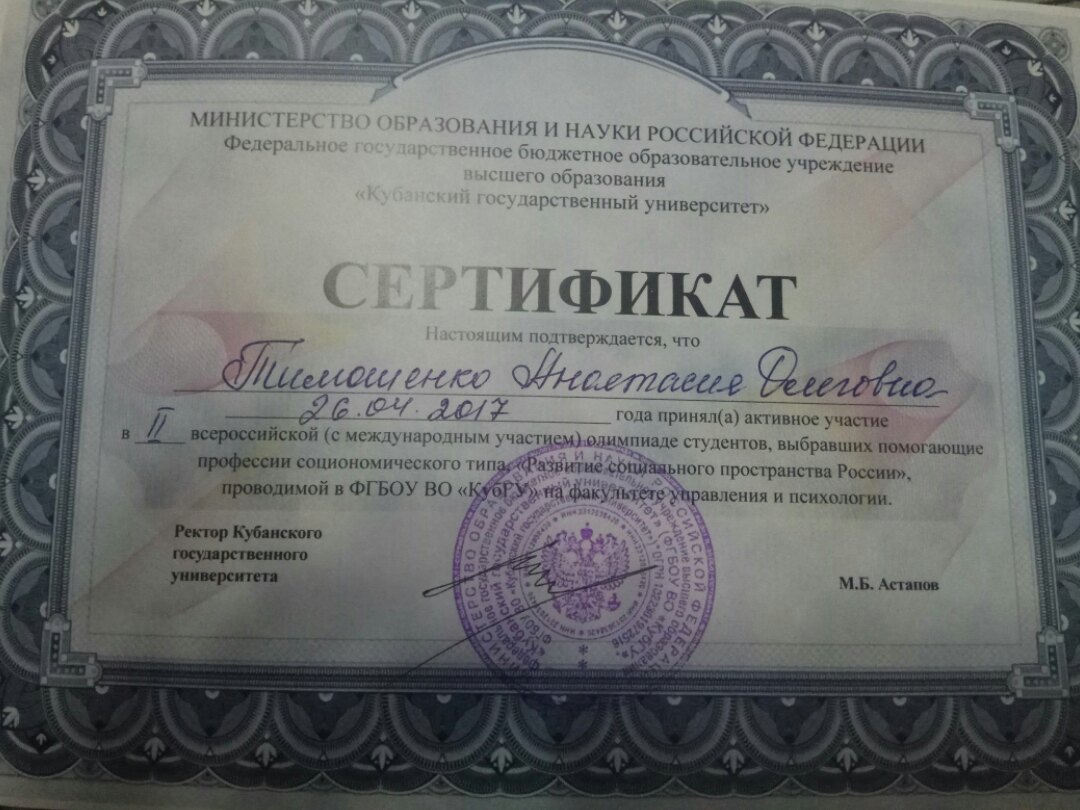 МИНИСТЕРСТВО ОБРАЗОВАНИЯ И НАУКИ РОССИЙСКОЙ ФЕДЕРАЦИИ
Федеральное государственное бюджетное образовательное учреждение
высшего образования
«Кубанский государственный университет»
СЕРТИФИКАТ
Настоящим подтверждается, что
Тимошенко Анастасия Олеговна
26.04.2017 года принял(а) активное участие
в II всероссийской (с международным участием) олимпиаде студентов, выбравших помогающие
профессии социономического типа, «Развитие социального пространства России»,
проводимой в ФГБОУ ВО «КубГУ» на факультете управления и психологии.
Ректор Кубанского
государственного
университета
М.Б. Астапов